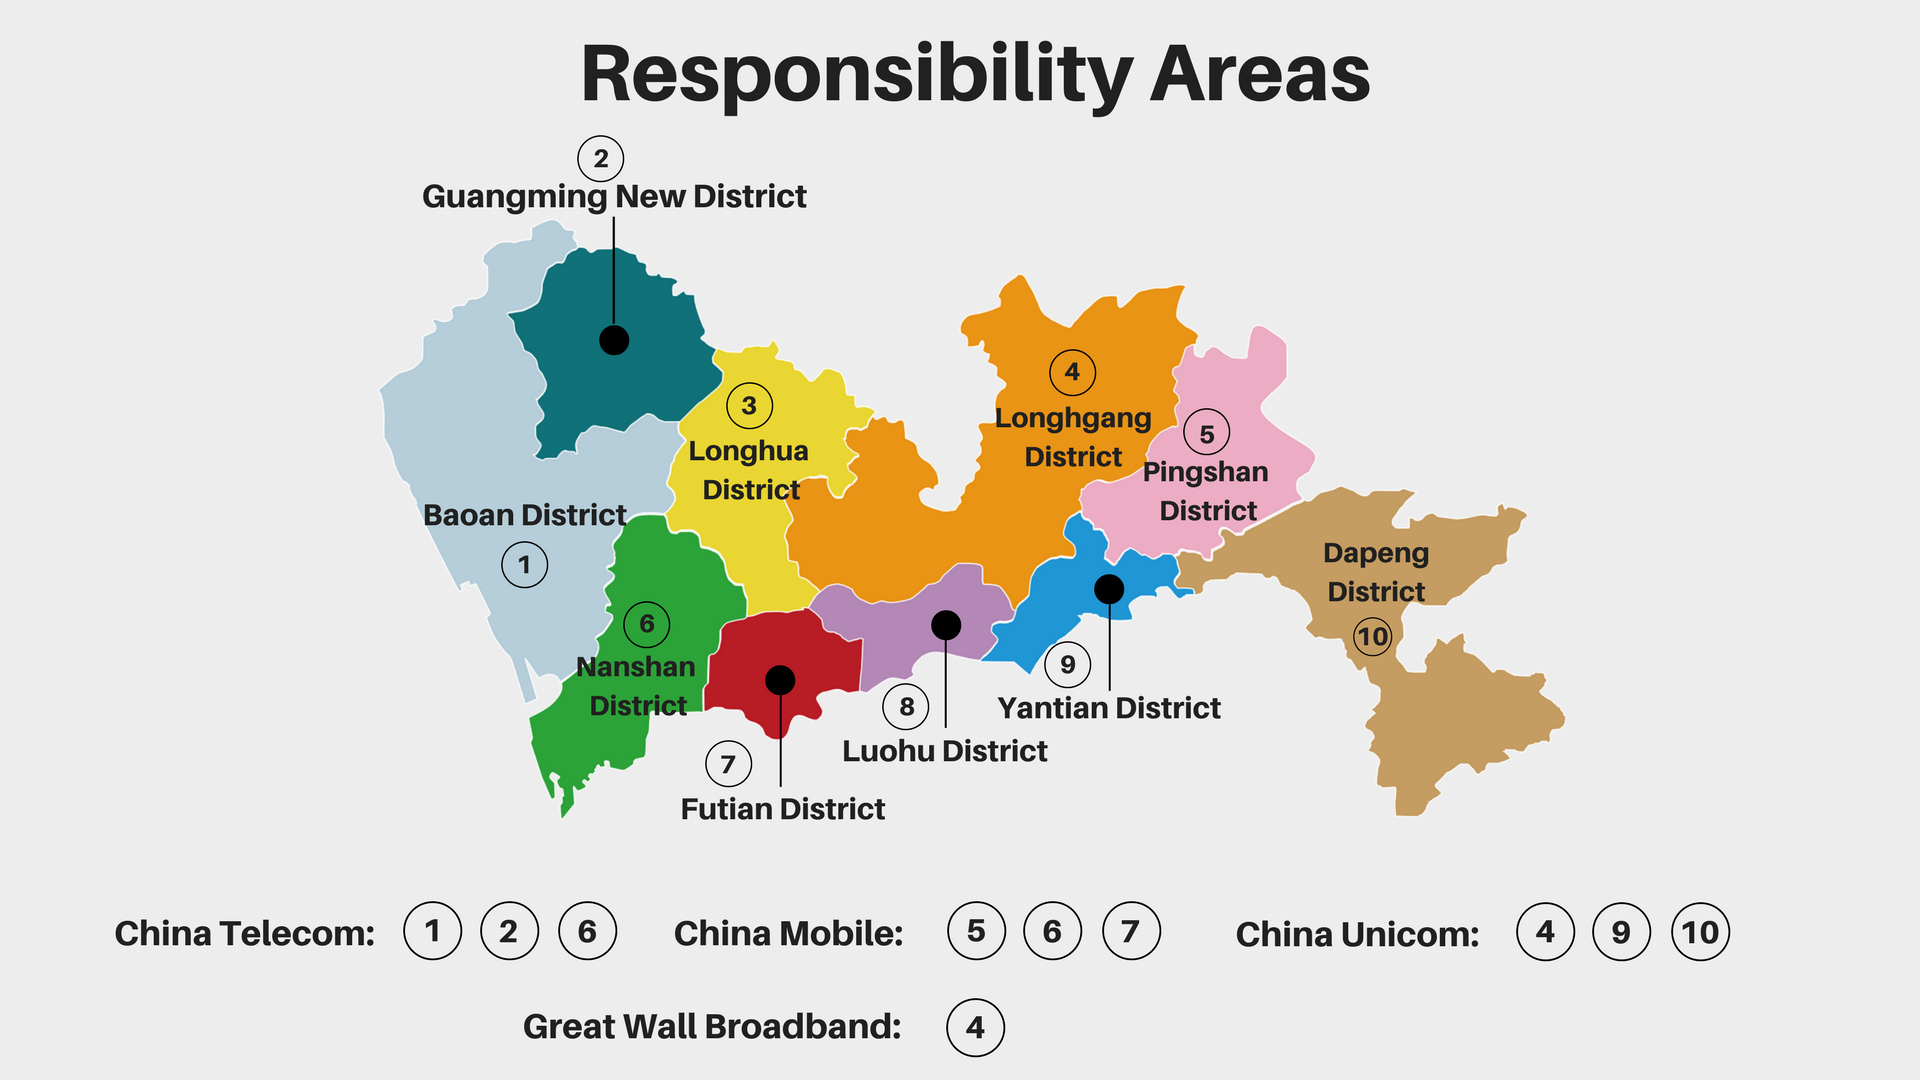 Responsibility Areas
2
Guangming New District
3
Longhua
District
4
Longhgang
District
5
Pingshan
District
Baoan District
1
6
Nanshan
District
Dapeng
District
10
9
Yantian District
8
Luohu District
7
Futian District
China Telecom: 1 2 6
China Mobile: 5 6 7
China Unicom: 4 9 10
Great Wall Broadband: 4